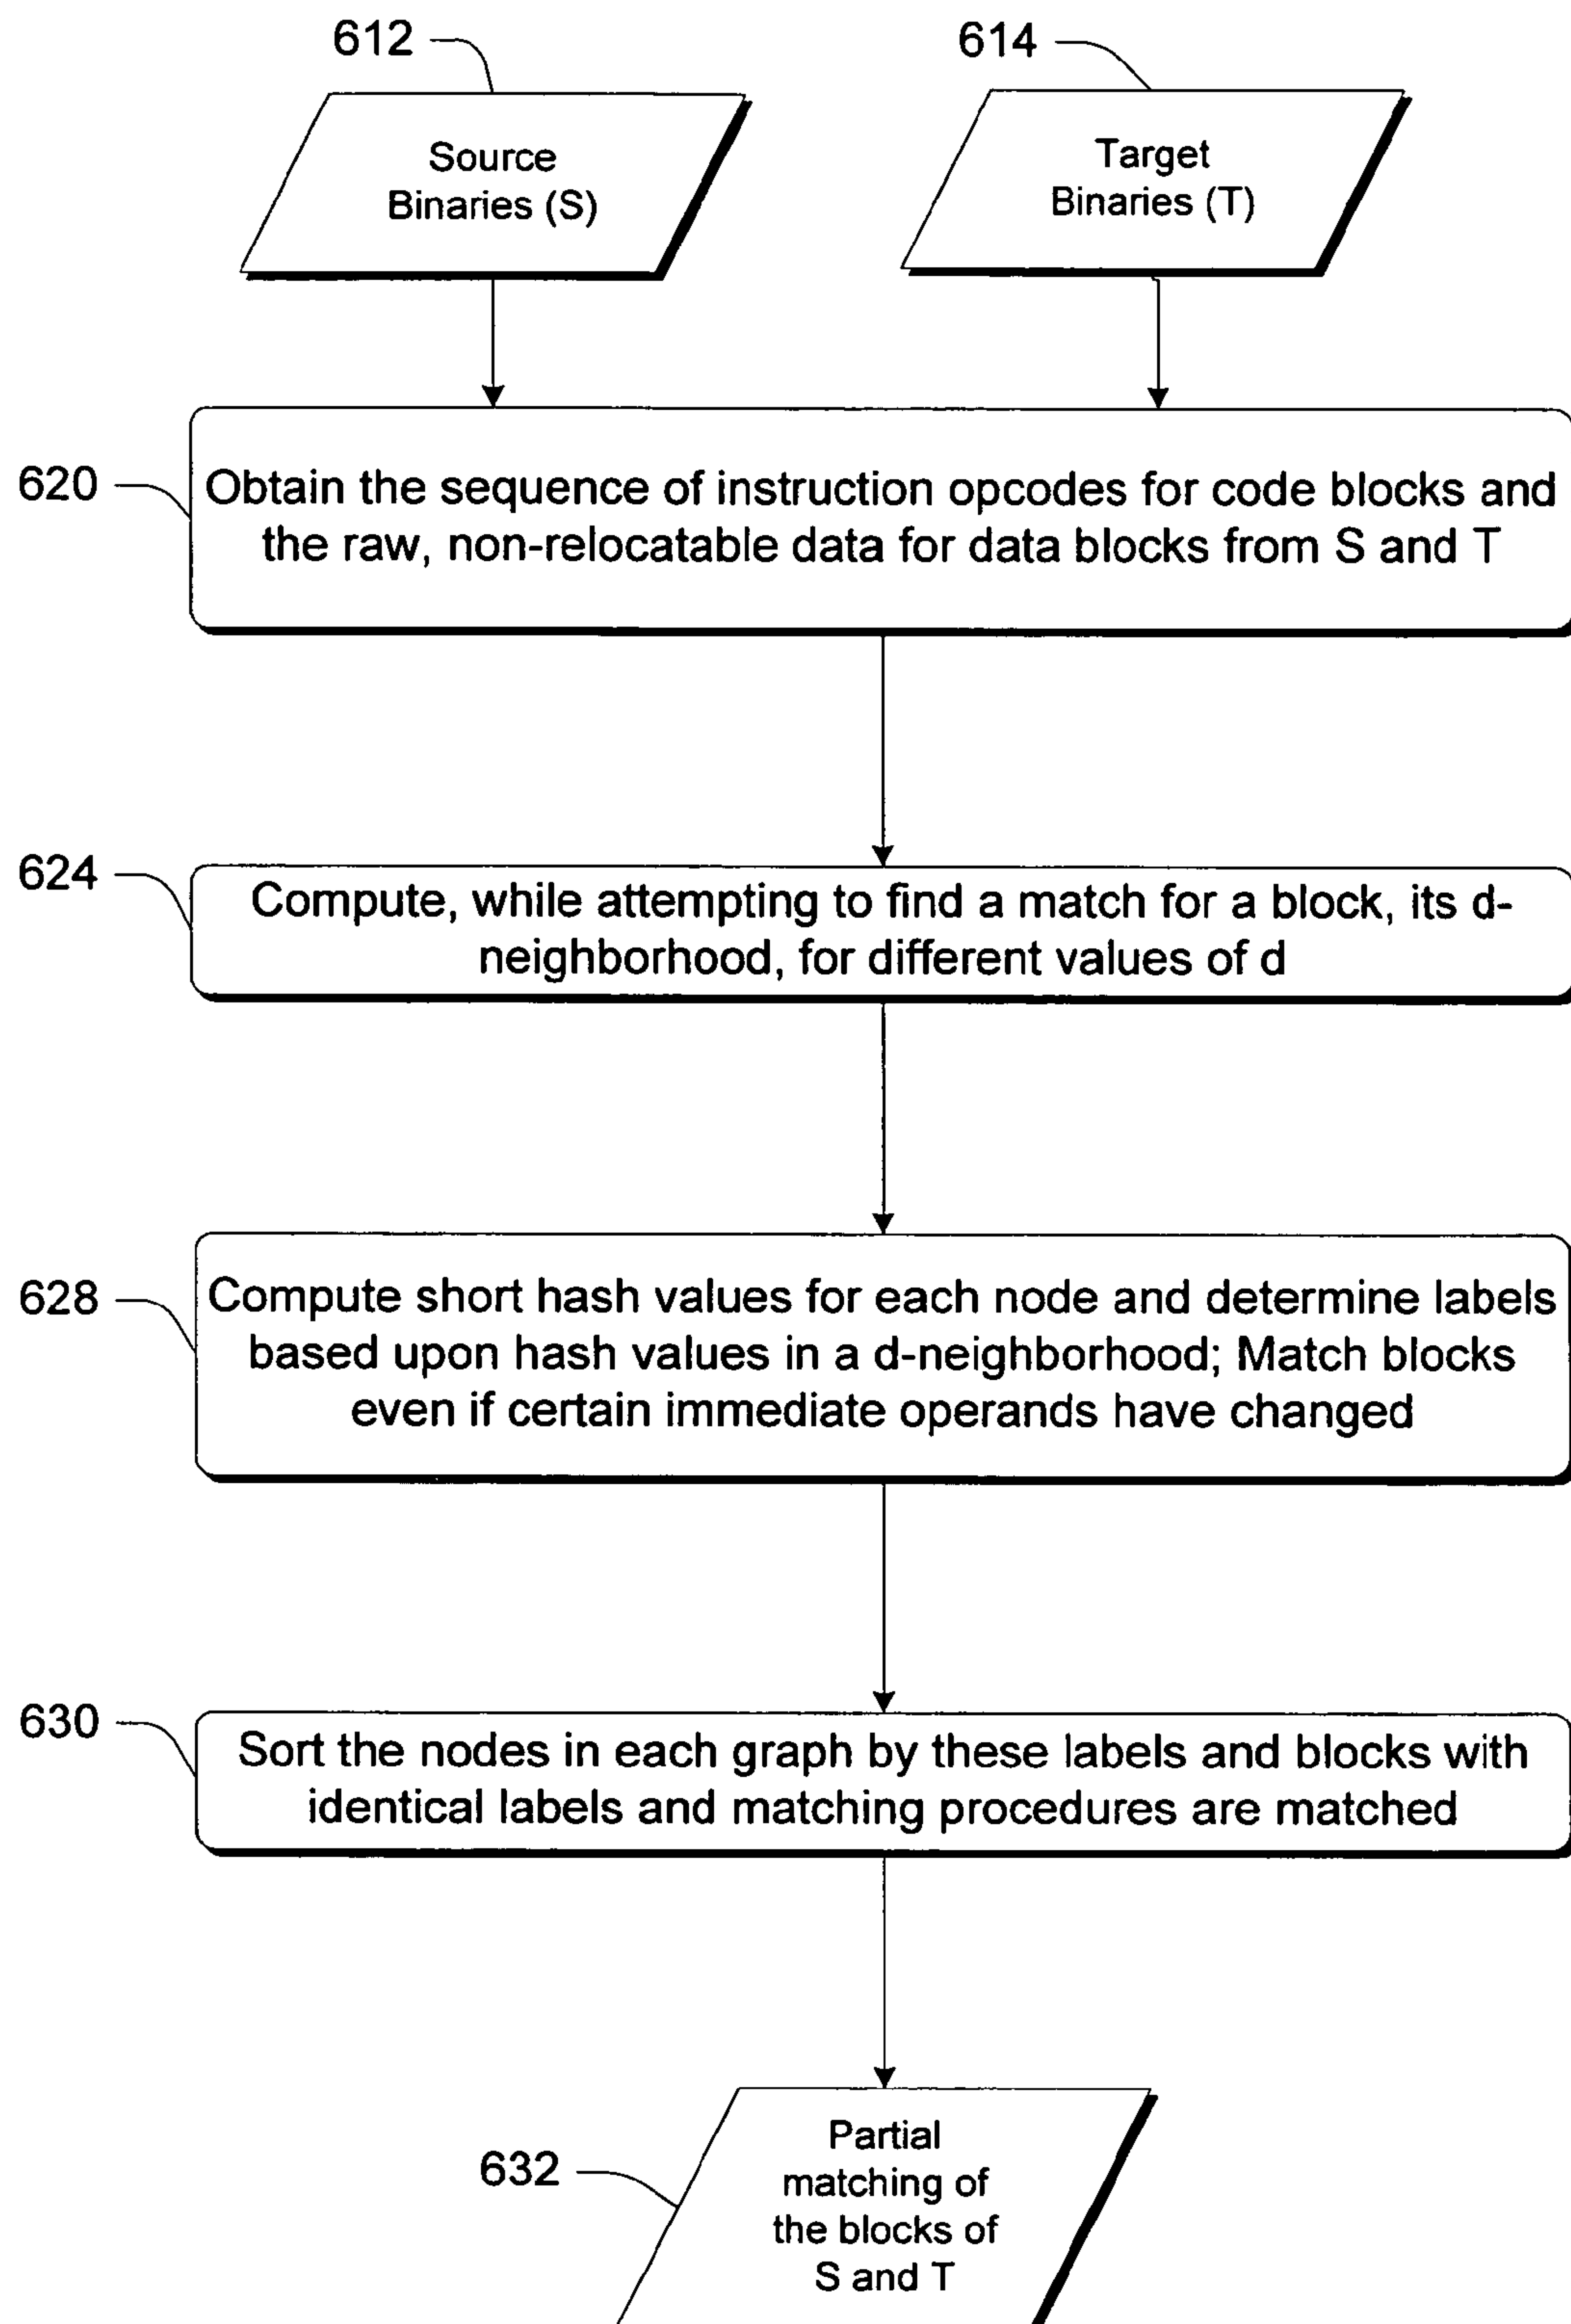 612
614
Source
Binaries (S)
Target
Binaries (T)
620
Obtain the sequence of instruction opcodes for code blocks and
the raw, non-relocatable data for data blocks from S and T
624
Compute, while attempting to find a match for a block, its d-
neighborhood, for different values of d
628
Compute short hash values for each node and determine labels
based upon hash values in a d-neighborhood; Match blocks
even if certain immediate operands have changed
630
Sort the nodes in each graph by these labels and blocks with
identical labels and matching procedures are matched
632
Partial
matching of
the blocks of
S and T